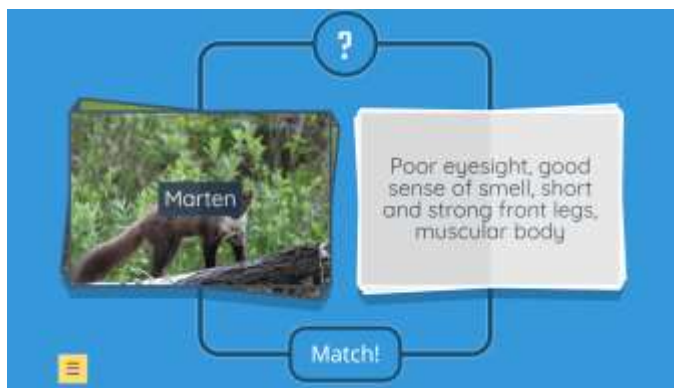 ?
Marten
Poor eyesight, good
sense of smell, short
and strong front legs,
muscular body
Match!